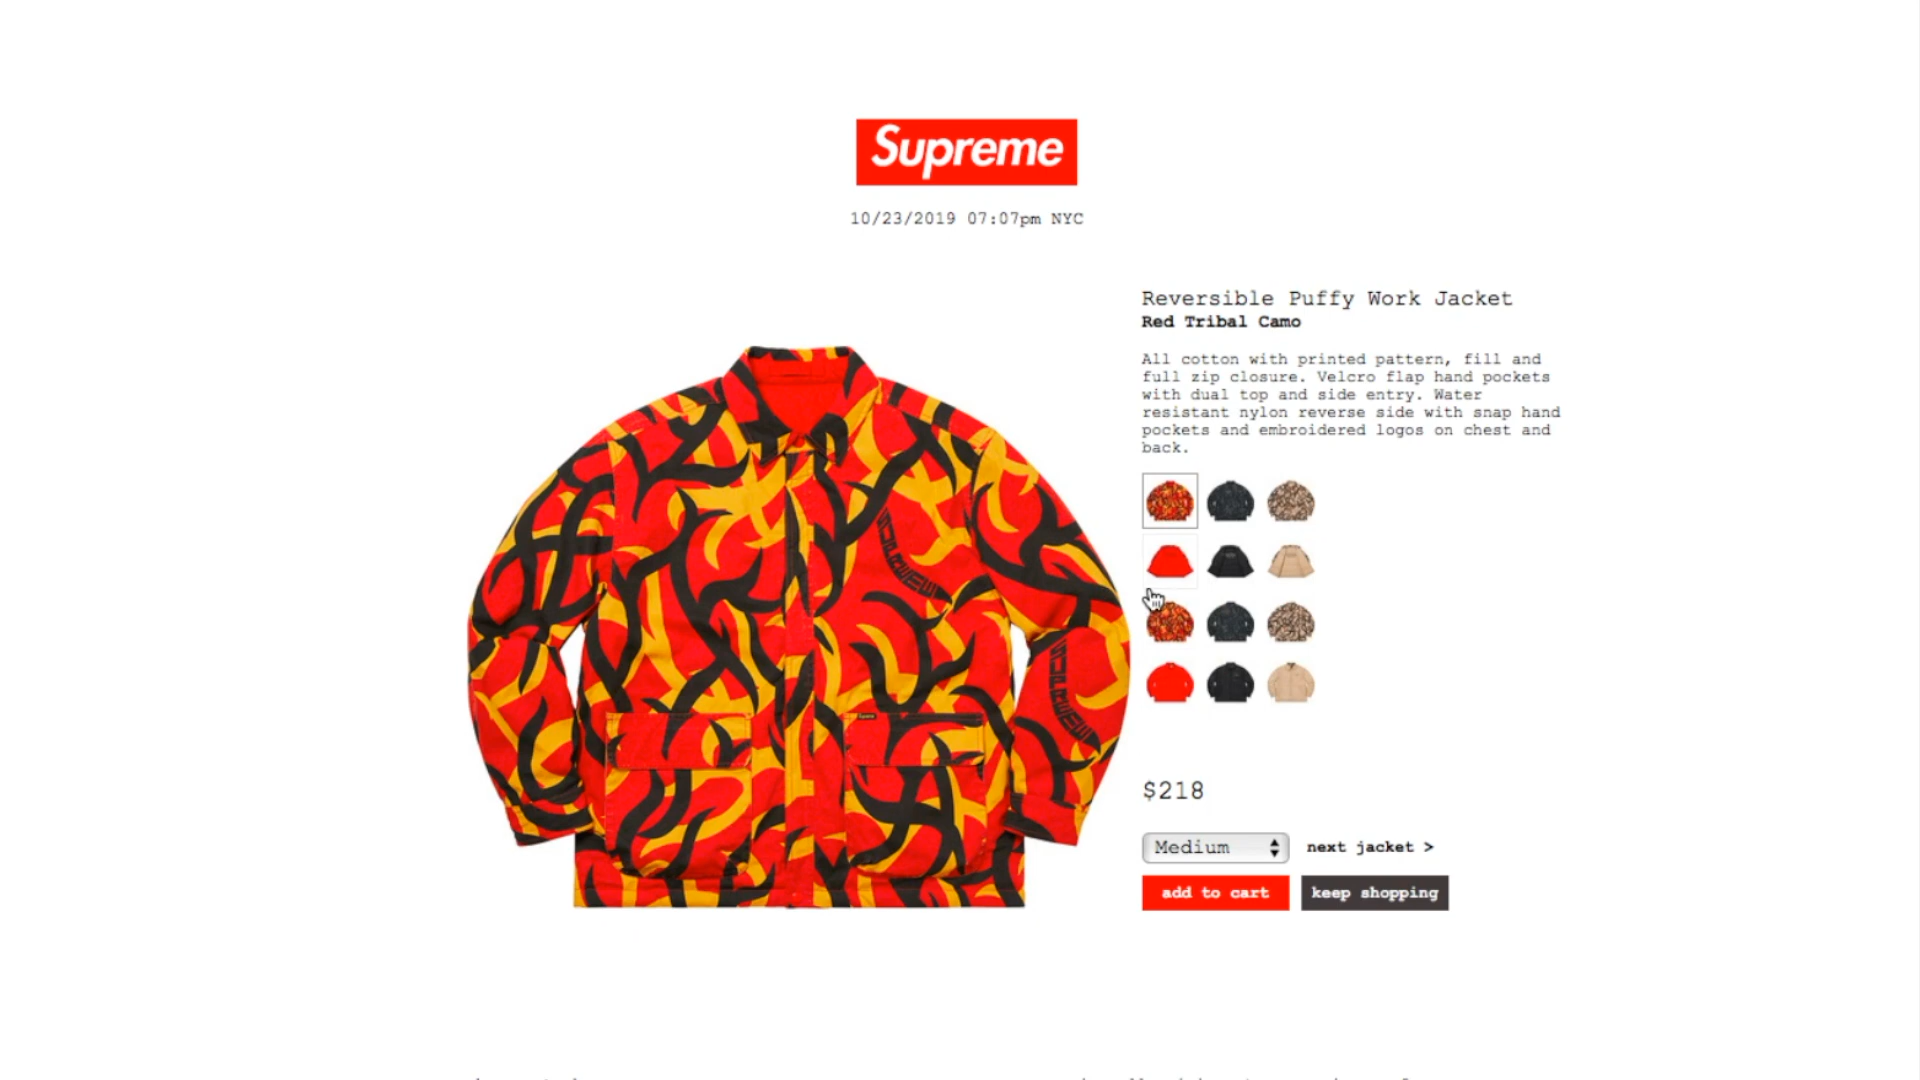 Supreme
10/23/2019 07:07pm NYC
Reversible Puffy Work Jacket
Red Tribal Camo
All cotton with printed pattern, fill and
full zip closure. Velcro flap hand pockets
with dual top and side entry. Water
resistant nylon reverse side with snap hand
pockets and embroidered logos on chest and
back.
SUPREME
SUPREME
$218
Medium
next jacket >
add to cart
keep shopping